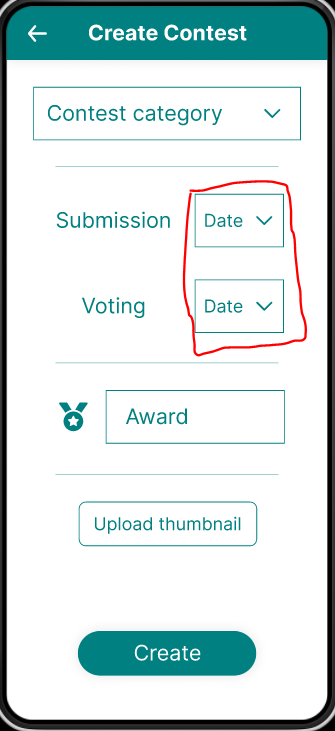 Create Contest
Contest category
Submission Date
Voting Date
Award
Upload thumbnail
Create